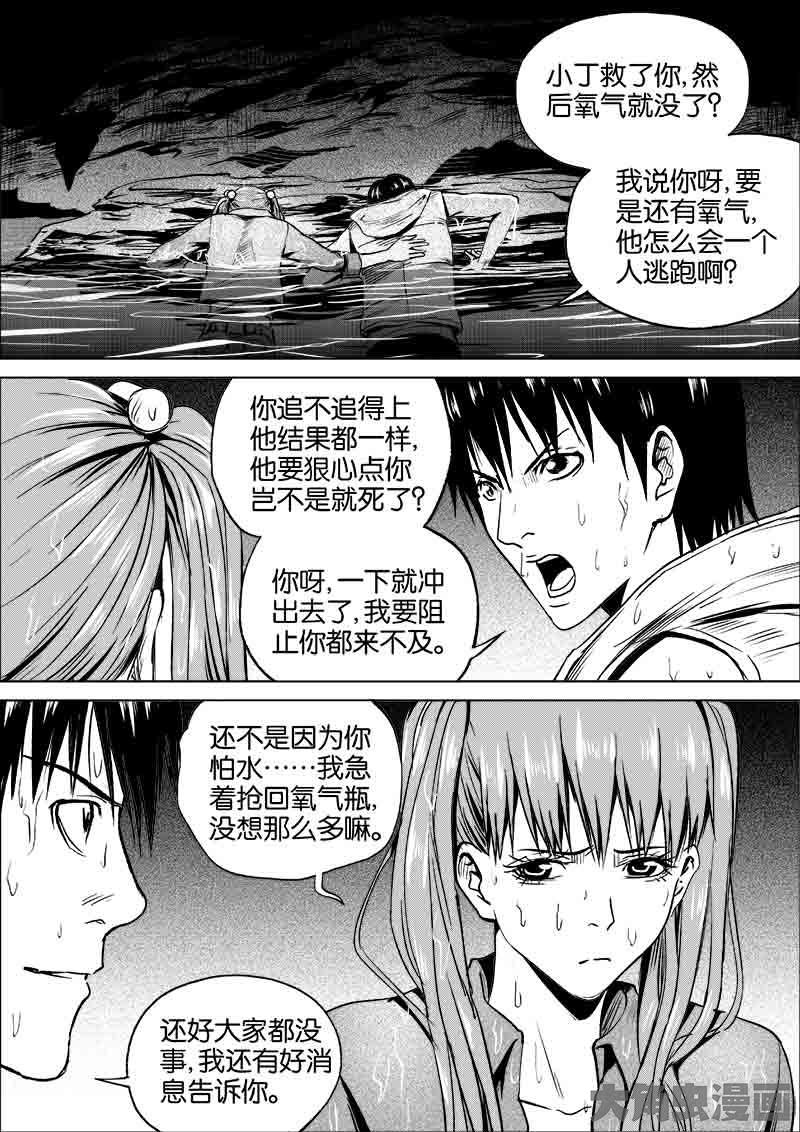 小丁救了你,然
后氧气就没了?
我说你呀,要
是还有氧气,
他怎么会一个
人逃跑啊?
你追不追得上
他结果都一样,
他要狠心点你
岂不是就死了?
你呀,一下就冲
出去了,我要阻
止你都来不及。
还不是因为你
怕水……我急
着抢回氧气瓶,
没想那么多嘛。
还好大家都没
事,我还有好消
息告诉你。
大角虫漫画